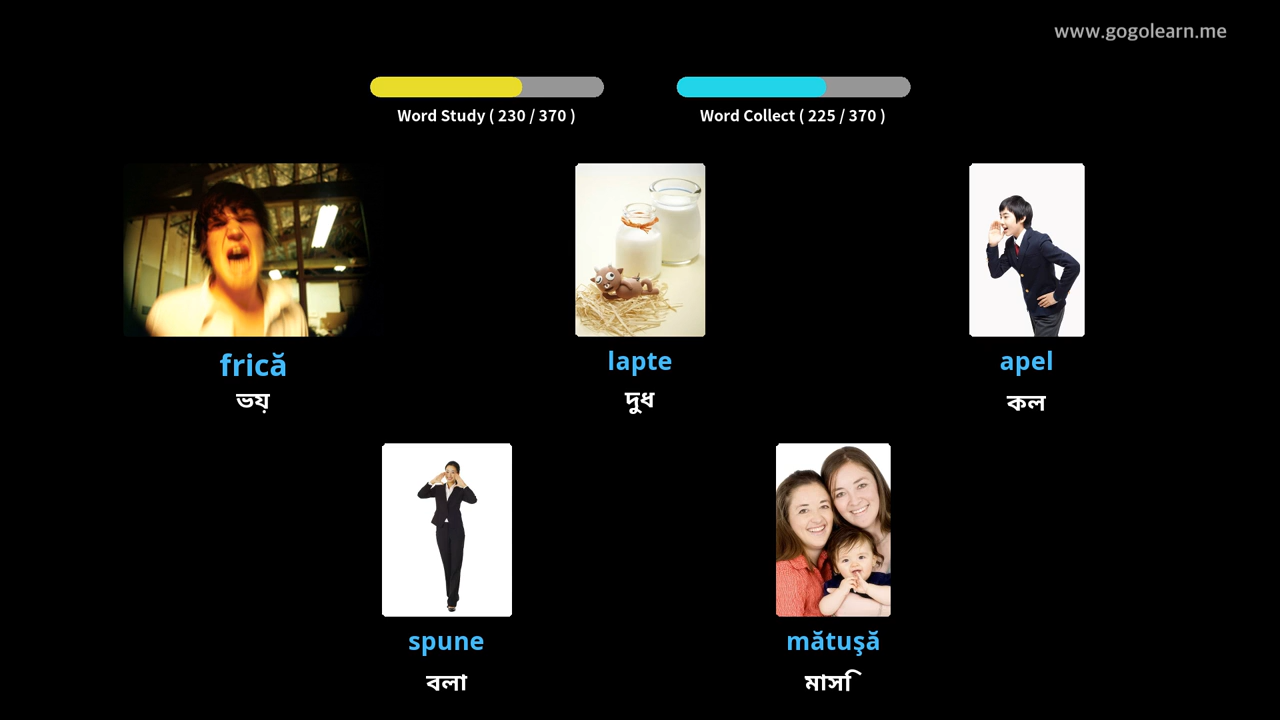 www.gogolearn.me
Word Study ( 230 / 370 )
Word Collect ( 225 / 370 )
frică
ভয়
lapte
দুধ
apel
কল
spune
বলা
mătuşă
মাসি